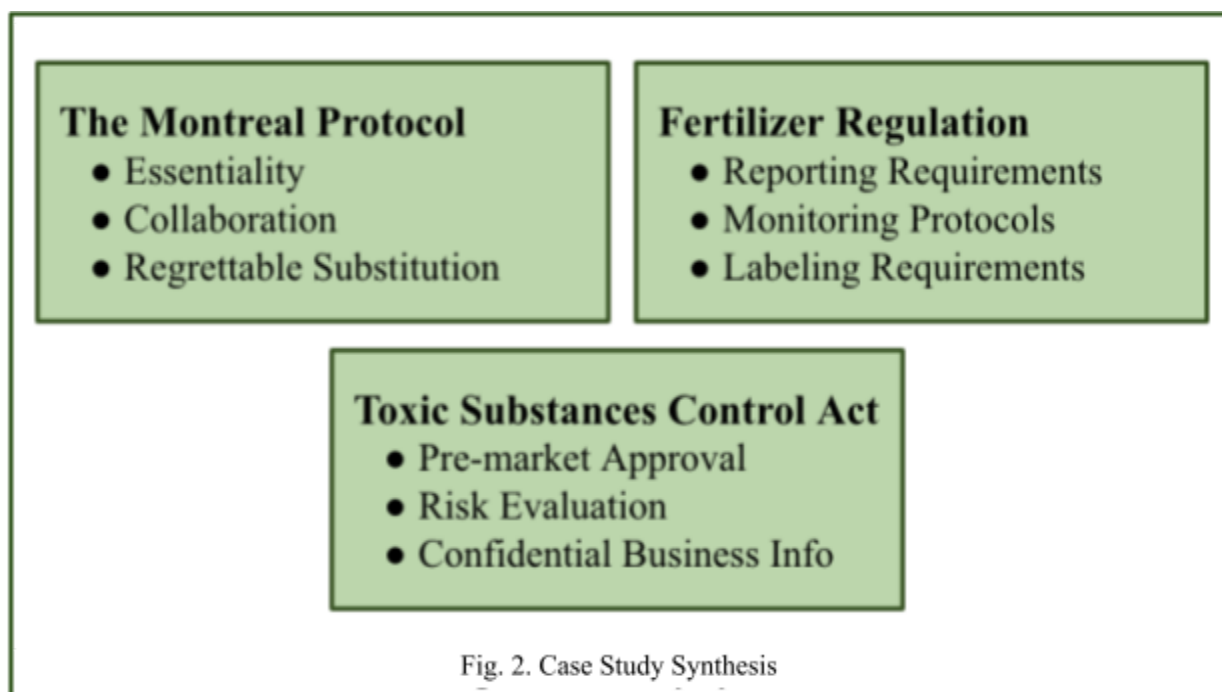 The Montreal Protocol
● Essentiality
● Collaboration
● Regrettable Substitution
Fertilizer Regulation
● Reporting Requirements
● Monitoring Protocols
● Labeling Requirements
Toxic Substances Control Act
● Pre-market Approval
● Risk Evaluation
● Confidential Business Info
Fig. 2. Case Study Synthesis